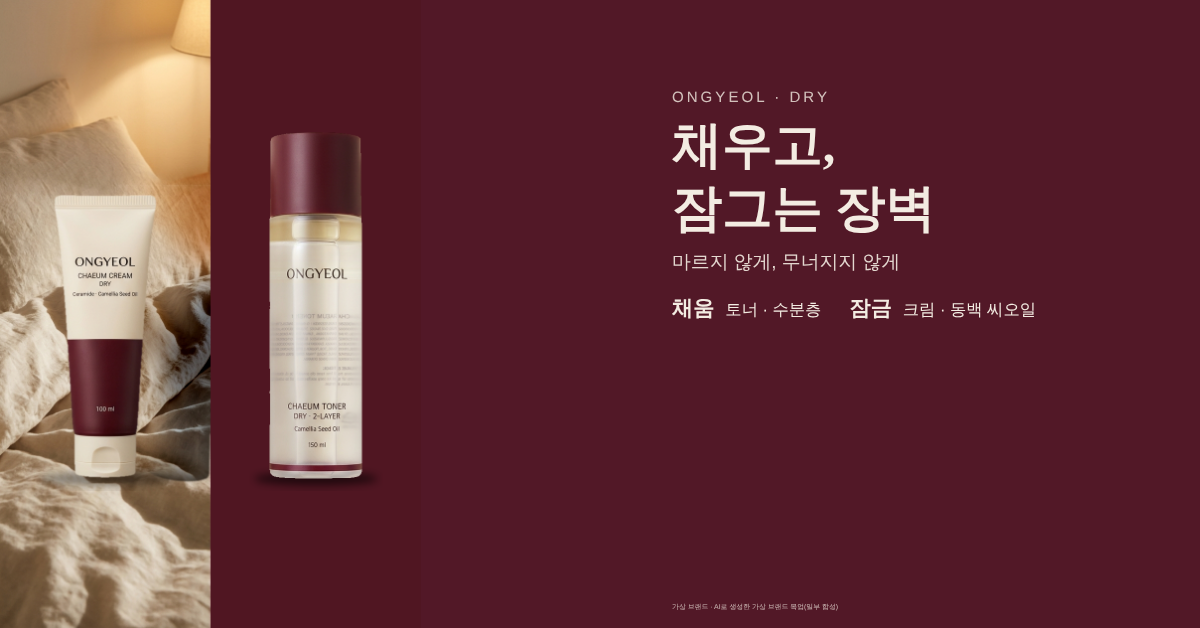 ONGYEOL · DRY
채우고,
잠그는 장벽
마르지 않게, 무너지지 않게
채움 토너 · 수분층 잠금 크림 · 동백 씨오일
ONGYEOL
CHAEUM CREAM
DRY
Ceramide · Camellia Seed Oil
100 ml
ONGYEOL
CHAEUM TONER
DRY · 2-LAYER
Camellia Seed Oil
150 ml
가상 브랜드 · AI로 생성한 가상 브랜드 목업(일부 합성)